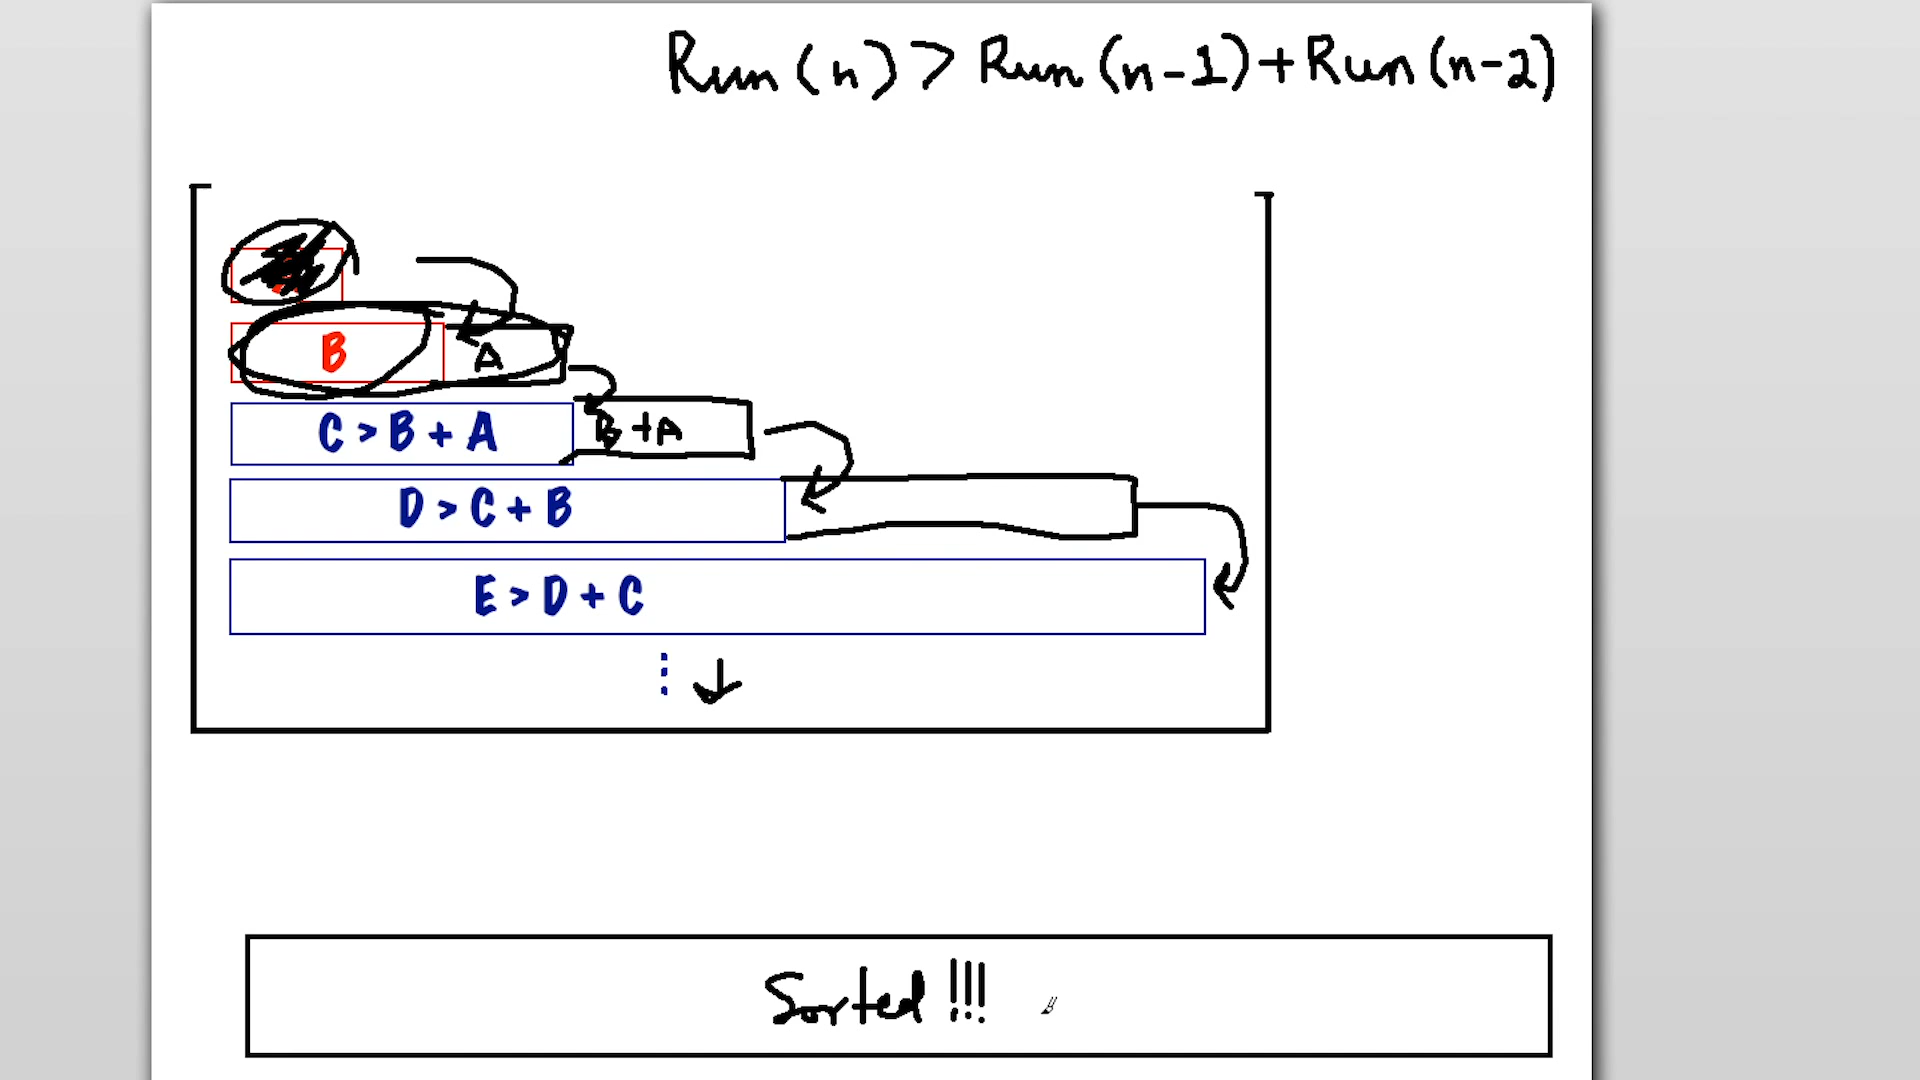 Run (n) > Run (n-1) + Run (n-2)
B A
C > B + A B + A
D > C + B
E > D + C
Sorted !!!